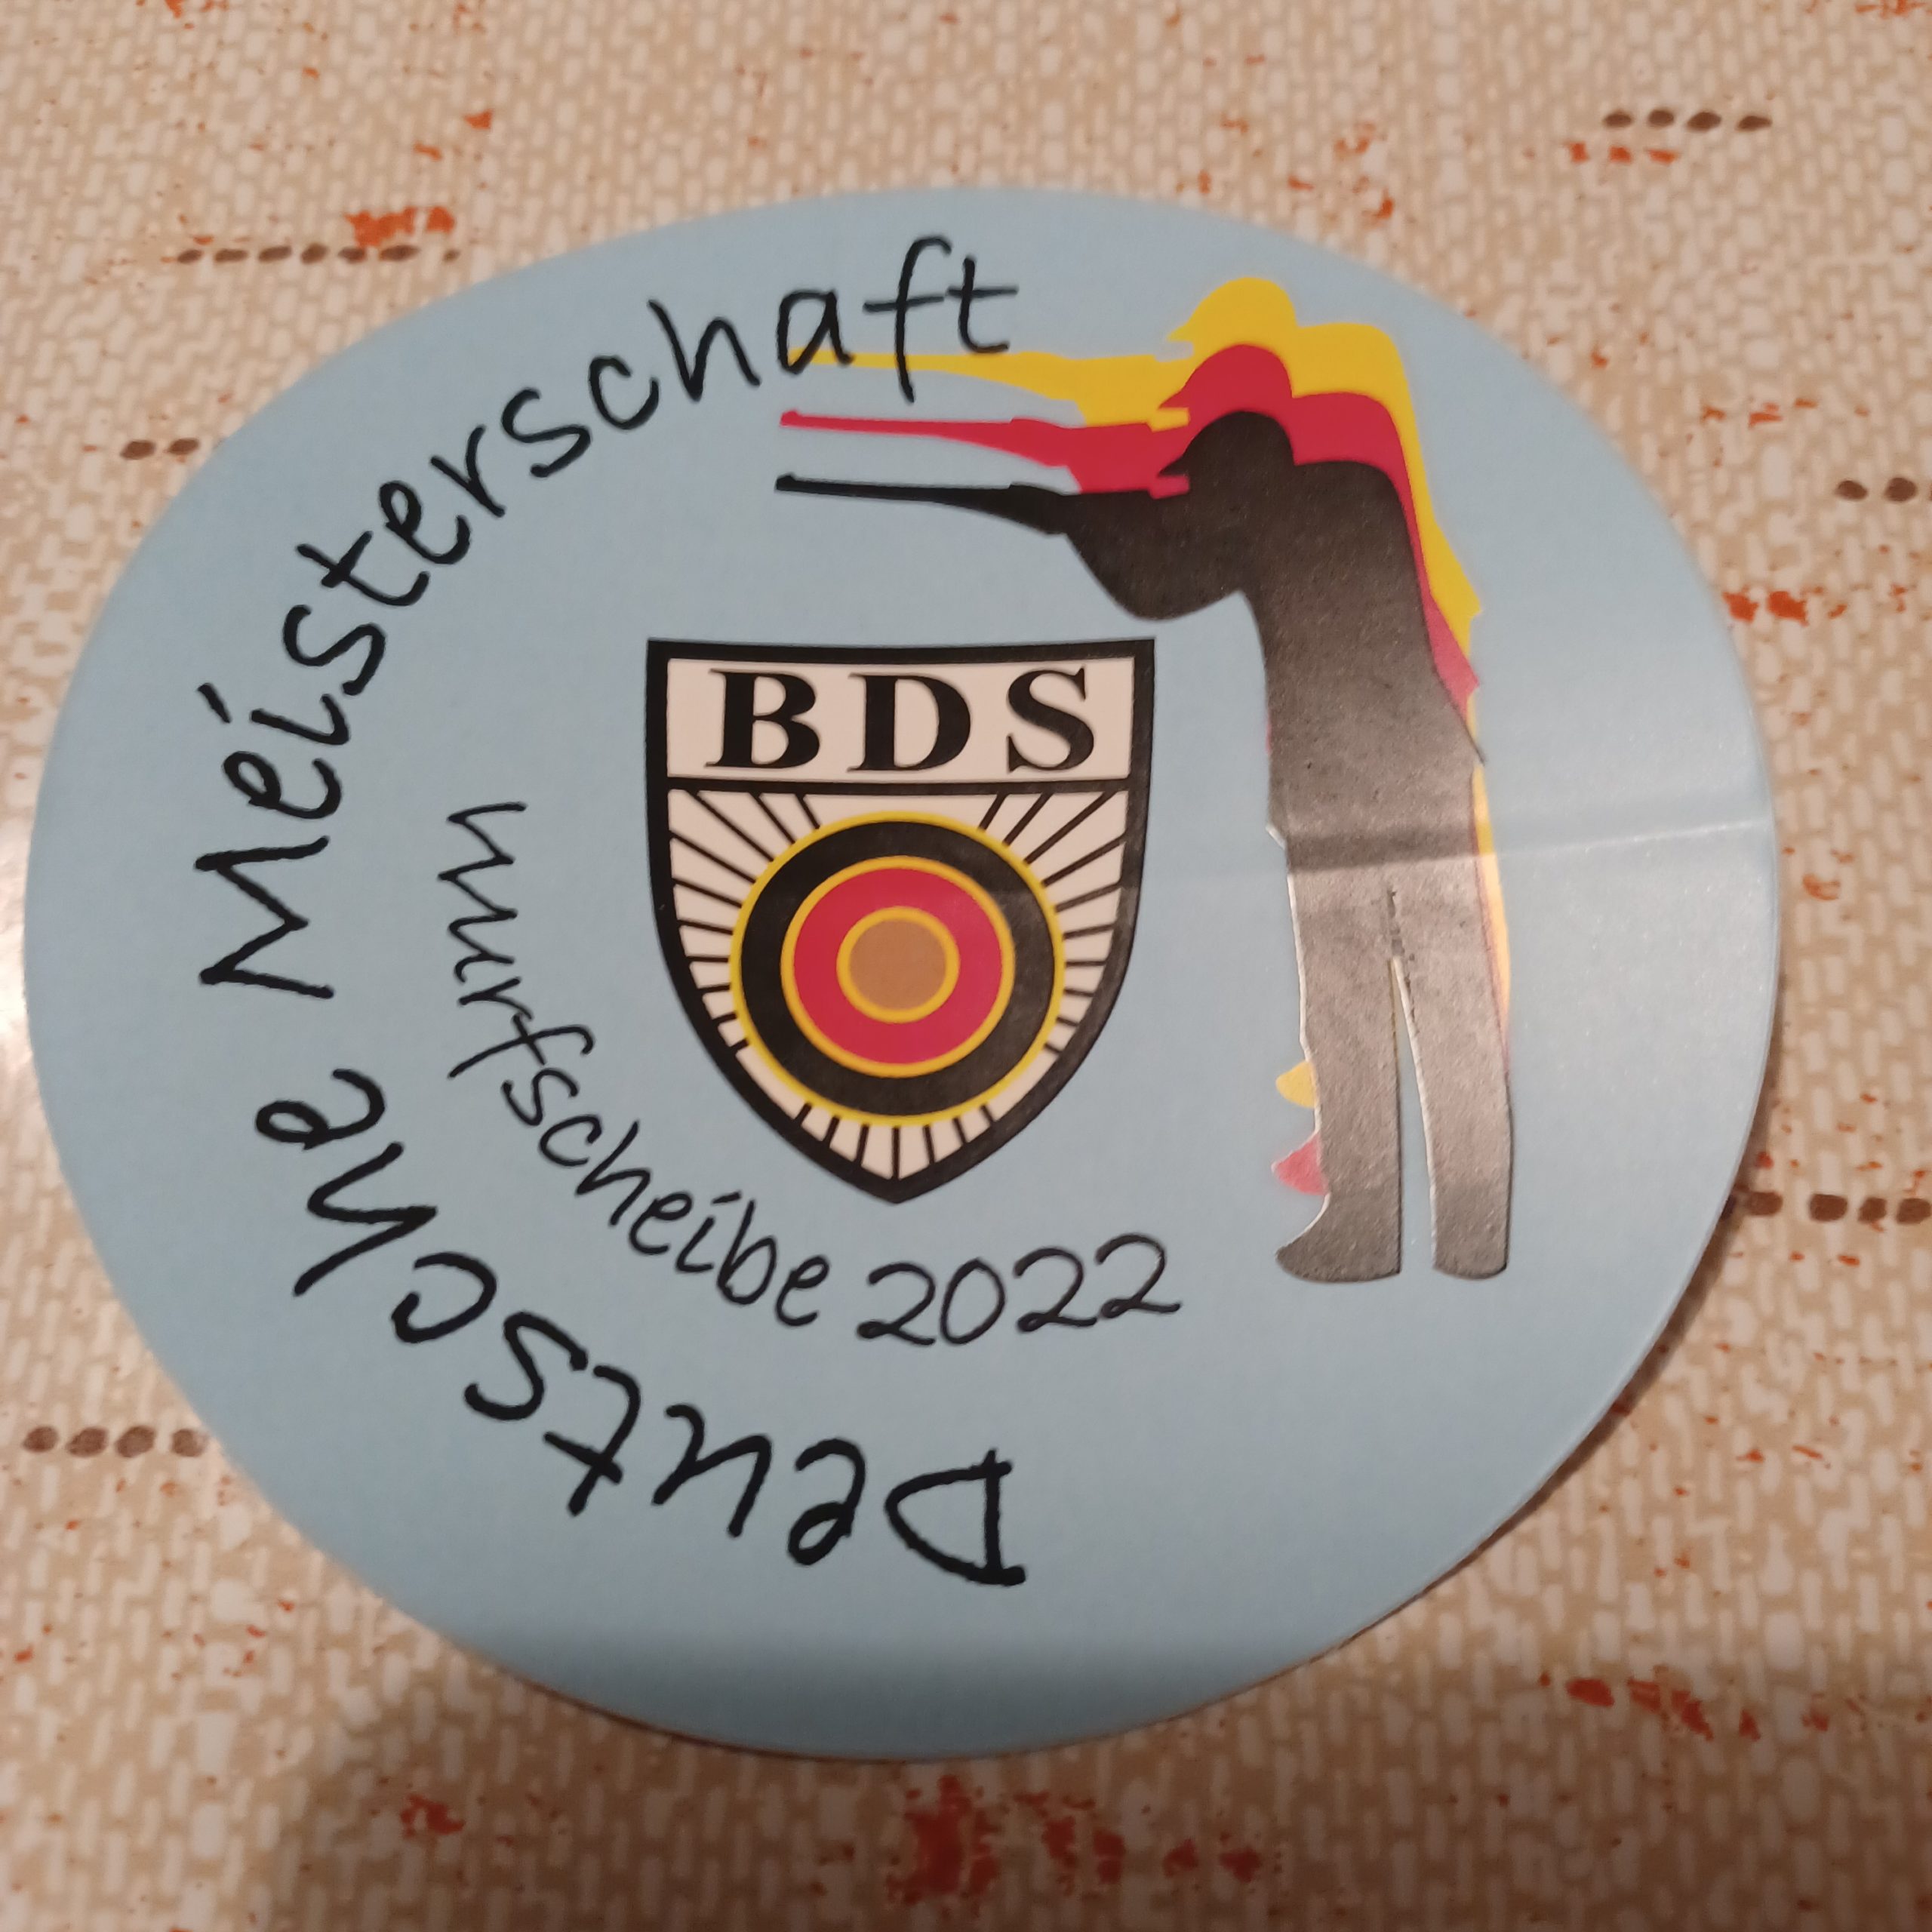 Deutsche Meisterschaft
BDS
Wurfscheibe 2022